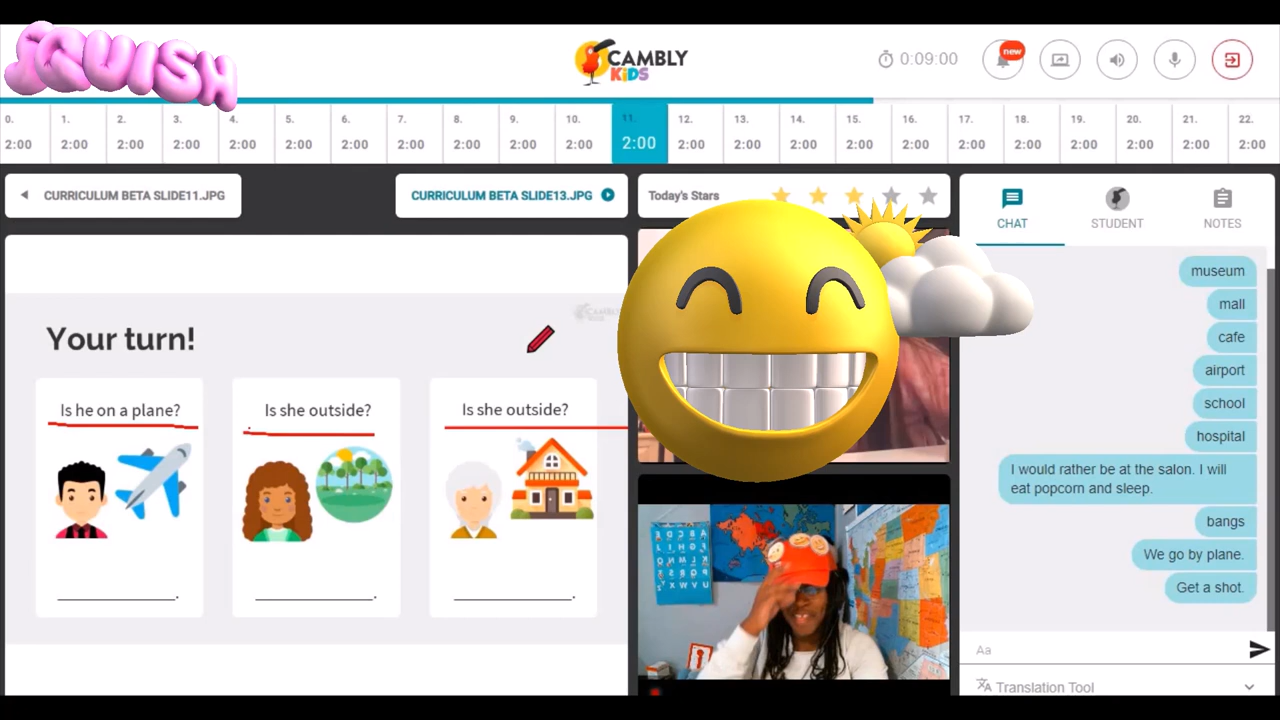 SQUISH
CAMBLY
KIDS
0:09:00
new
0. 1. 2. 3. 4. 5. 6. 7. 8. 9. 10. 11. 12. 13. 14. 15. 16. 17. 18. 19. 20. 21. 22.
2:00 2:00 2:00 2:00 2:00 2:00 2:00 2:00 2:00 2:00 2:00 2:00 2:00 2:00 2:00 2:00 2:00 2:00 2:00 2:00 2:00 2:00 2:00
CURRICULUM BETA SLIDE11.JPG
CURRICULUM BETA SLIDE13.JPG
Today's Stars
CHAT
STUDENT
NOTES
CAMBLY
KIDS
Your turn!
Is he on a plane?
Is she outside?
Is she outside?
museum
mall
cafe
airport
school
hospital
I would rather be at the salon. I will
eat popcorn and sleep.
bangs
We go by plane.
Get a shot.
Aa
Translation Tool